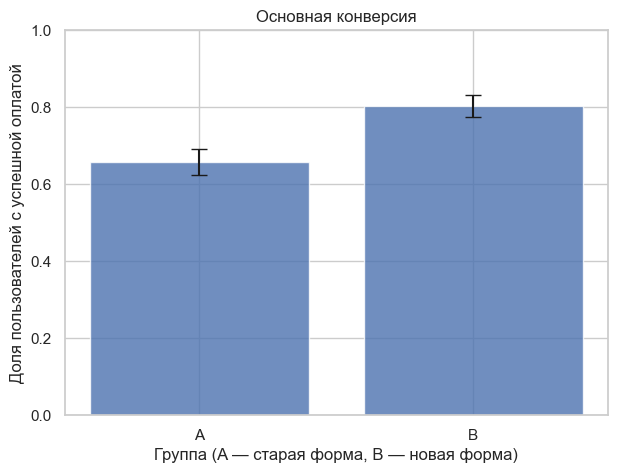 Основная конверсия
Доля пользователей с успешной оплатой
1.0
0.8
0.6
0.4
0.2
0.0
A
B
Группа (A — старая форма, B — новая форма)